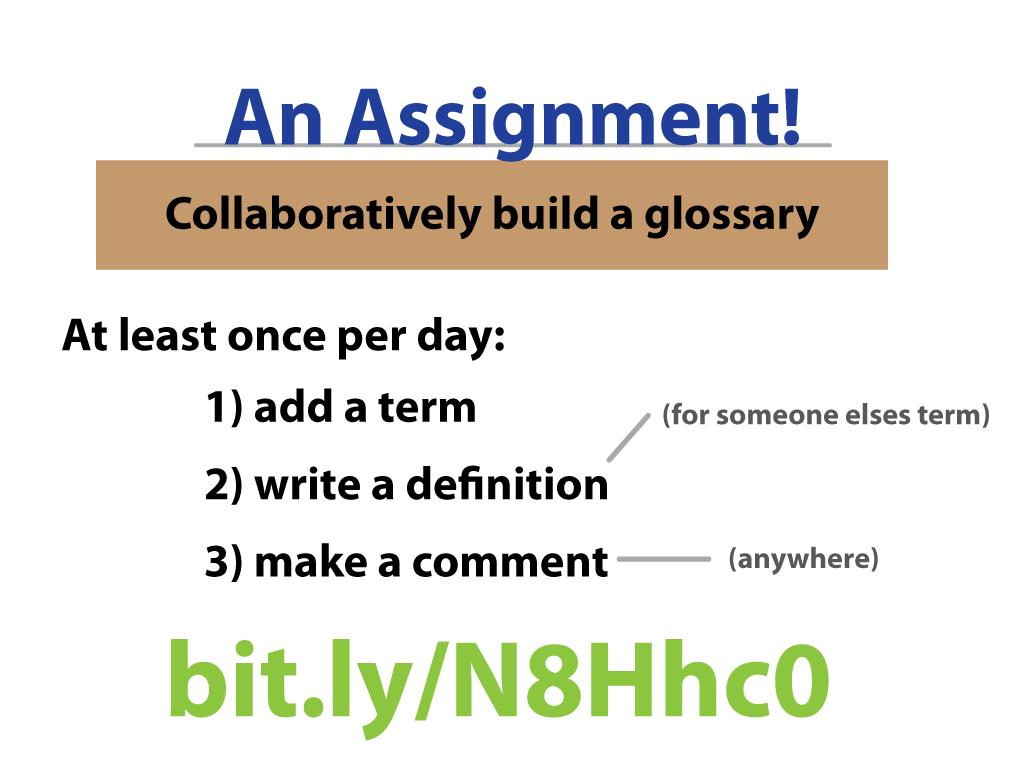 An Assignment!
Collaboratively build a glossary
At least once per day:
1) add a term
(for someone elses term)
2) write a definition
3) make a comment
(anywhere)
bit.ly/N8Hhc0